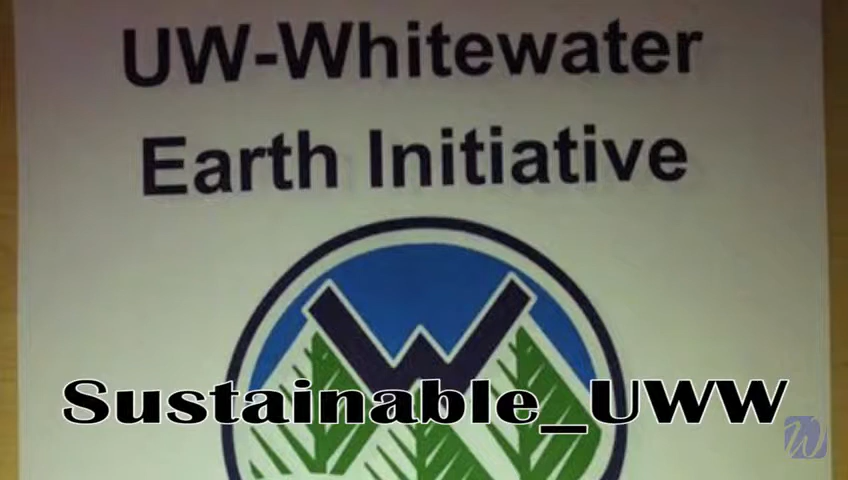 UW-Whitewater
Earth Initiative
W
Sustainable_UWW
W